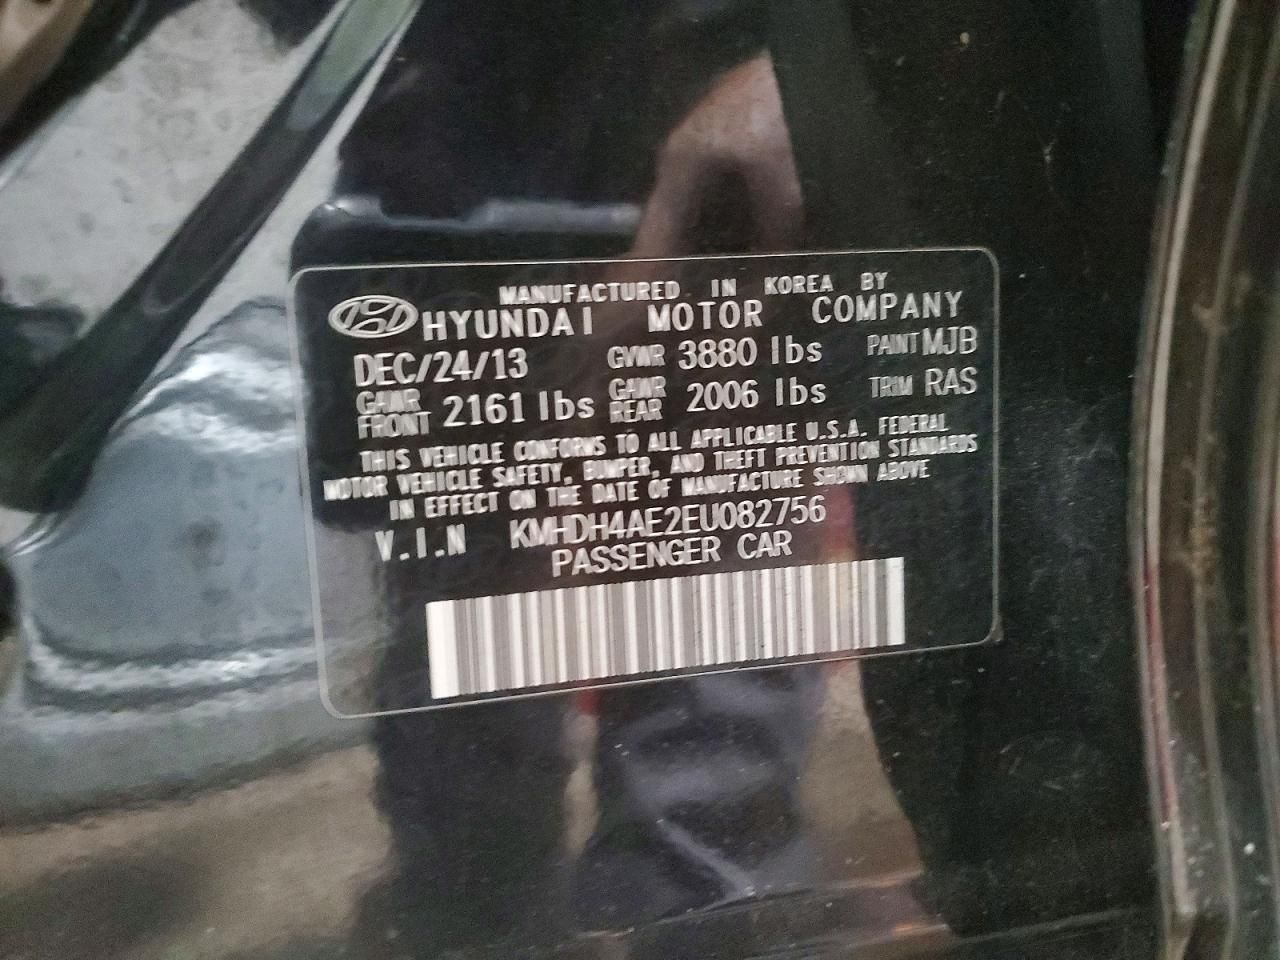 MANUFACTURED IN KOREA BY
HYUNDAI MOTOR COMPANY
DEC/24/13 GVWR 3880 lbs PAINT MJB
GAWR FRONT 2161 lbs GAWR REAR 2006 lbs TRIM RAS
THIS VEHICLE CONFORMS TO ALL APPLICABLE U.S.A. FEDERAL
MOTOR VEHICLE SAFETY, BUMPER, AND THEFT PREVENTION STANDARDS
IN EFFECT ON THE DATE OF MANUFACTURE SHOWN ABOVE
V.I.N KMHDH4AE2EU082756
PASSENGER CAR